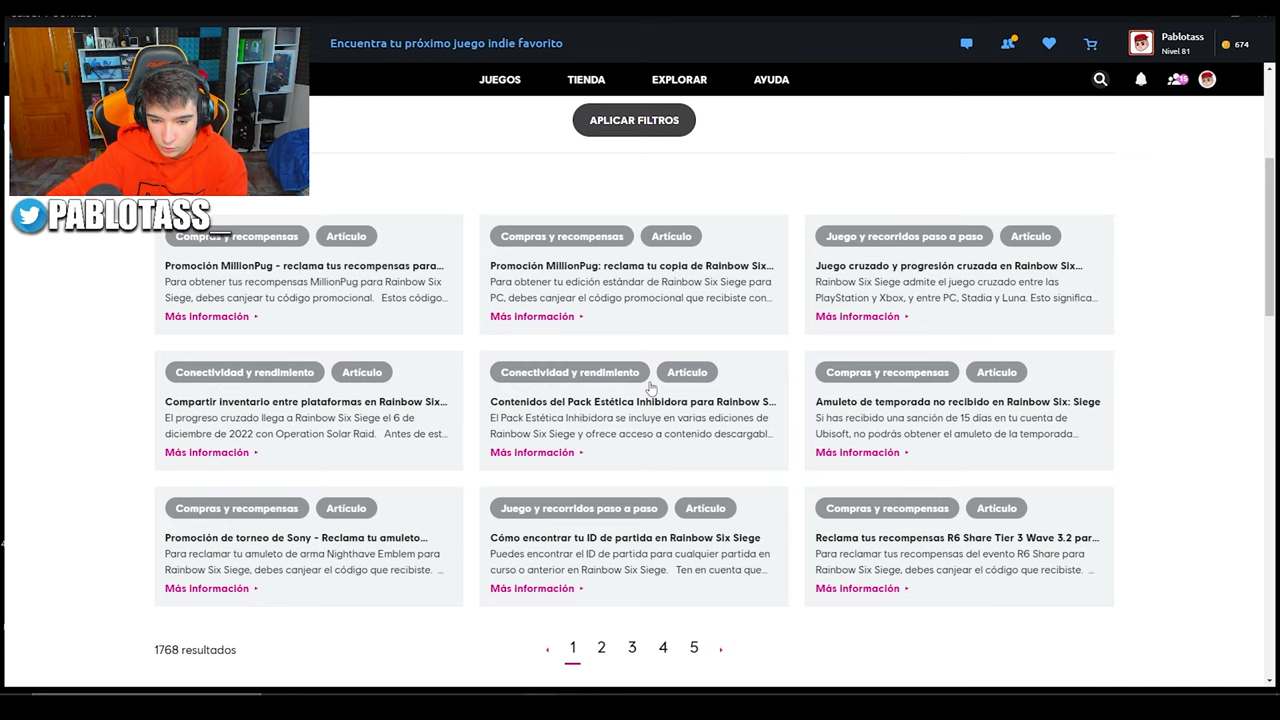 Encuentra tu próximo juego indie favorito
Pablotass
Nivel 81
674
JUEGOS
TIENDA
EXPLORAR
AYUDA
15
APLICAR FILTROS
PABLOTASS_
Compras y recompensas
Artículo
Promoción MillionPug - reclama tus recompensas para...
Para obtener tus recompensas MillionPug para Rainbow Six
Siege, debes canjear tu código promocional. Estos código...
Más información
Compras y recompensas
Artículo
Promoción MillionPug: reclama tu copia de Rainbow Six...
Para obtener tu edición estándar de Rainbow Six Siege para
PC, debes canjear el código promocional que recibiste con...
Más información
Juego y recorridos paso a paso
Artículo
Juego cruzado y progresión cruzada en Rainbow Six...
Rainbow Six Siege admite el juego cruzado entre las
PlayStation y Xbox, y entre PC, Stadia y Luna. Esto significa...
Más información
Conectividad y rendimiento
Artículo
Compartir inventario entre plataformas en Rainbow Six...
El progreso cruzado llega a Rainbow Six Siege el 6 de
diciembre de 2022 con Operation Solar Raid. Antes de est...
Más información
Conectividad y rendimiento
Artículo
Contenidos del Pack Estética Inhibidora para Rainbow S...
El Pack Estética Inhibidora se incluye en varias ediciones de
Rainbow Six Siege y ofrece acceso a contenido descargabl...
Más información
Compras y recompensas
Artículo
Amuleto de temporada no recibido en Rainbow Six: Siege
Si has recibido una sanción de 15 días en tu cuenta de
Ubisoft, no podrás obtener el amuleto de la temporada...
Más información
Compras y recompensas
Artículo
Promoción de torneo de Sony - Reclama tu amuleto...
Para reclamar tu amuleto de arma Nighthave Emblem para
Rainbow Six Siege, debes canjear el código que recibiste. ...
Más información
Juego y recorridos paso a paso
Artículo
Cómo encontrar tu ID de partida en Rainbow Six Siege
Puedes encontrar el ID de partida para cualquier partida en
curso o anterior en Rainbow Six Siege. Ten en cuenta que...
Más información
Compras y recompensas
Artículo
Reclama tus recompensas R6 Share Tier 3 Wave 3.2 par...
Para reclamar tus recompensas del evento R6 Share para
Rainbow Six Siege, debes canjear el código que recibiste. ...
Más información
1768 resultados
1 2 3 4 5